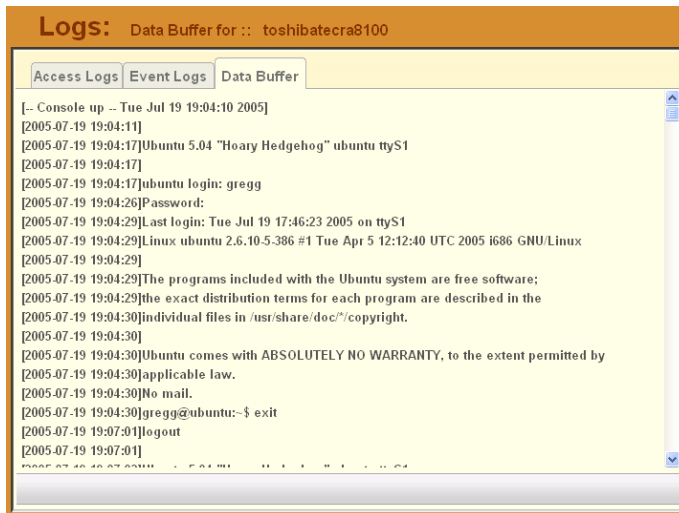 Logs: Data Buffer for :: toshibatecra8100
Access Logs Event Logs Data Buffer
[-- Console up -- Tue Jul 19 19:04:10 2005]
[2005-07-19 19:04:11]
[2005-07-19 19:04:17]Ubuntu 5.04 "Hoary Hedgehog" ubuntu ttyS1
[2005-07-19 19:04:17]
[2005-07-19 19:04:17]ubuntu login: gregg
[2005-07-19 19:04:26]Password:
[2005-07-19 19:04:29]Last login: Tue Jul 19 17:46:23 2005 on ttyS1
[2005-07-19 19:04:29]Linux ubuntu 2.6.10-5-386 #1 Tue Apr 5 12:12:40 UTC 2005 i686 GNU/Linux
[2005-07-19 19:04:29]
[2005-07-19 19:04:29]The programs included with the Ubuntu system are free software;
[2005-07-19 19:04:29]the exact distribution terms for each program are described in the
[2005-07-19 19:04:30]individual files in /usr/share/doc/*/copyright.
[2005-07-19 19:04:30]
[2005-07-19 19:04:30]Ubuntu comes with ABSOLUTELY NO WARRANTY, to the extent permitted by
[2005-07-19 19:04:30]applicable law.
[2005-07-19 19:04:30]No mail.
[2005-07-19 19:04:30]gregg@ubuntu:~$ exit
[2005-07-19 19:07:01]logout
[2005-07-19 19:07:01]